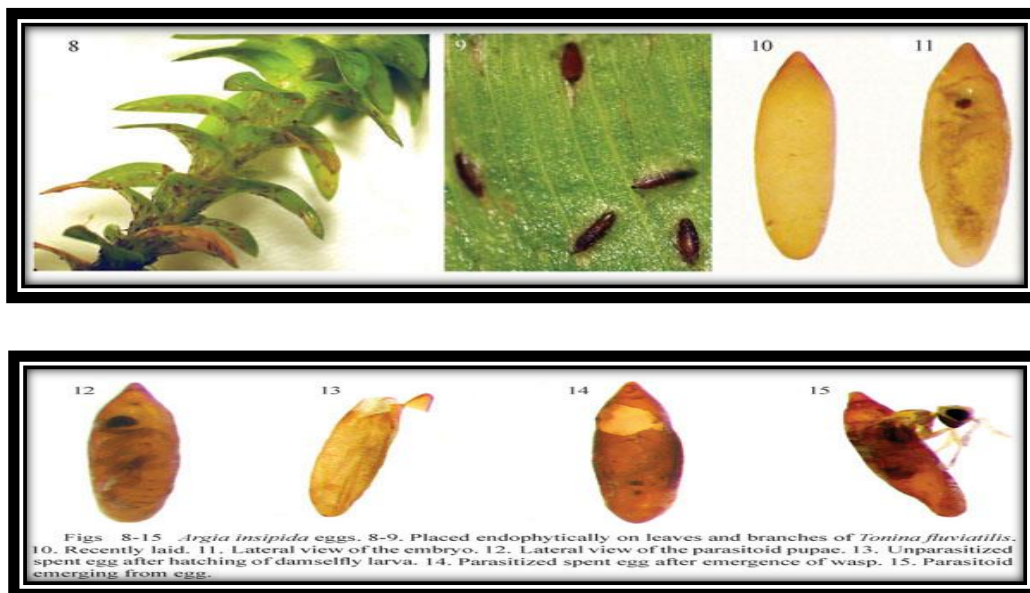 8
9
10
11
12
13
14
15
Figs 8-15 Argia insipida eggs. 8-9. Placed endophytically on leaves and branches of Tonina fluviatilis.
10. Recently laid. 11. Lateral view of the embryo. 12. Lateral view of the parasitoid pupae. 13. Unparasitized
spent egg after hatching of damselfly larva. 14. Parasitized spent egg after emergence of wasp. 15. Parasitoid
emerging from egg.